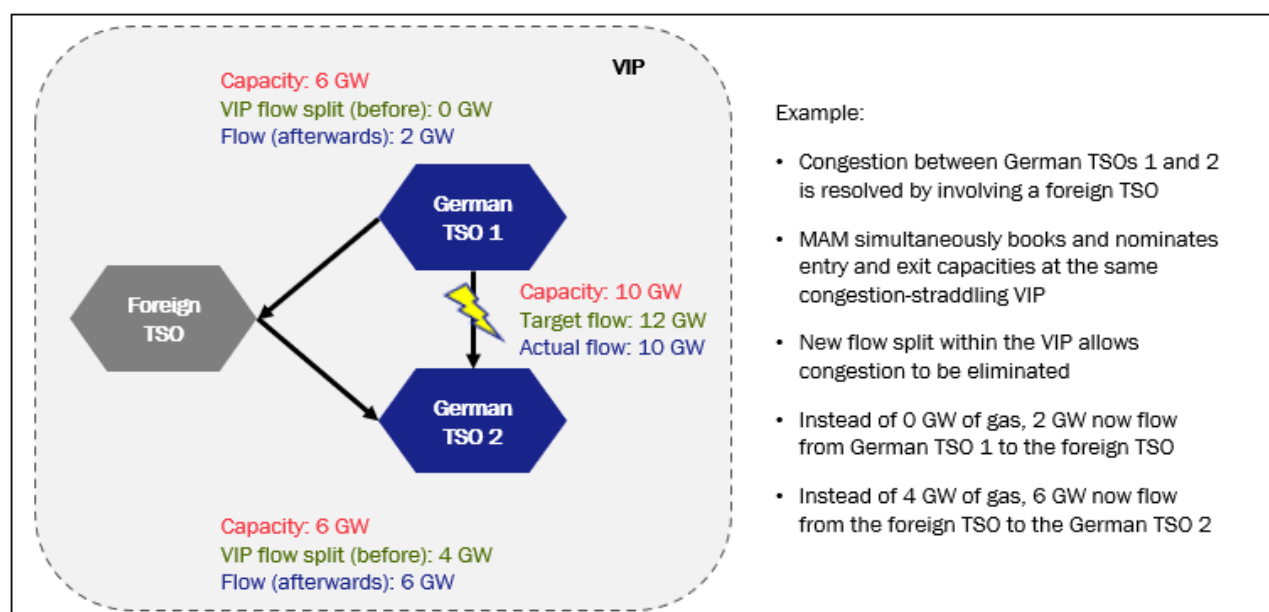 VIP
Capacity: 6 GW
VIP flow split (before): 0 GW
Flow (afterwards): 2 GW
German
TSO 1
Foreign
TSO
Capacity: 10 GW
Target flow: 12 GW
Actual flow: 10 GW
German
TSO 2
Capacity: 6 GW
VIP flow split (before): 4 GW
Flow (afterwards): 6 GW
Example:
• Congestion between German TSOs 1 and 2
is resolved by involving a foreign TSO
• MAM simultaneously books and nominates
entry and exit capacities at the same
congestion-straddling VIP
• New flow split within the VIP allows
congestion to be eliminated
• Instead of 0 GW of gas, 2 GW now flow
from German TSO 1 to the foreign TSO
• Instead of 4 GW of gas, 6 GW now flow
from the foreign TSO to the German TSO 2